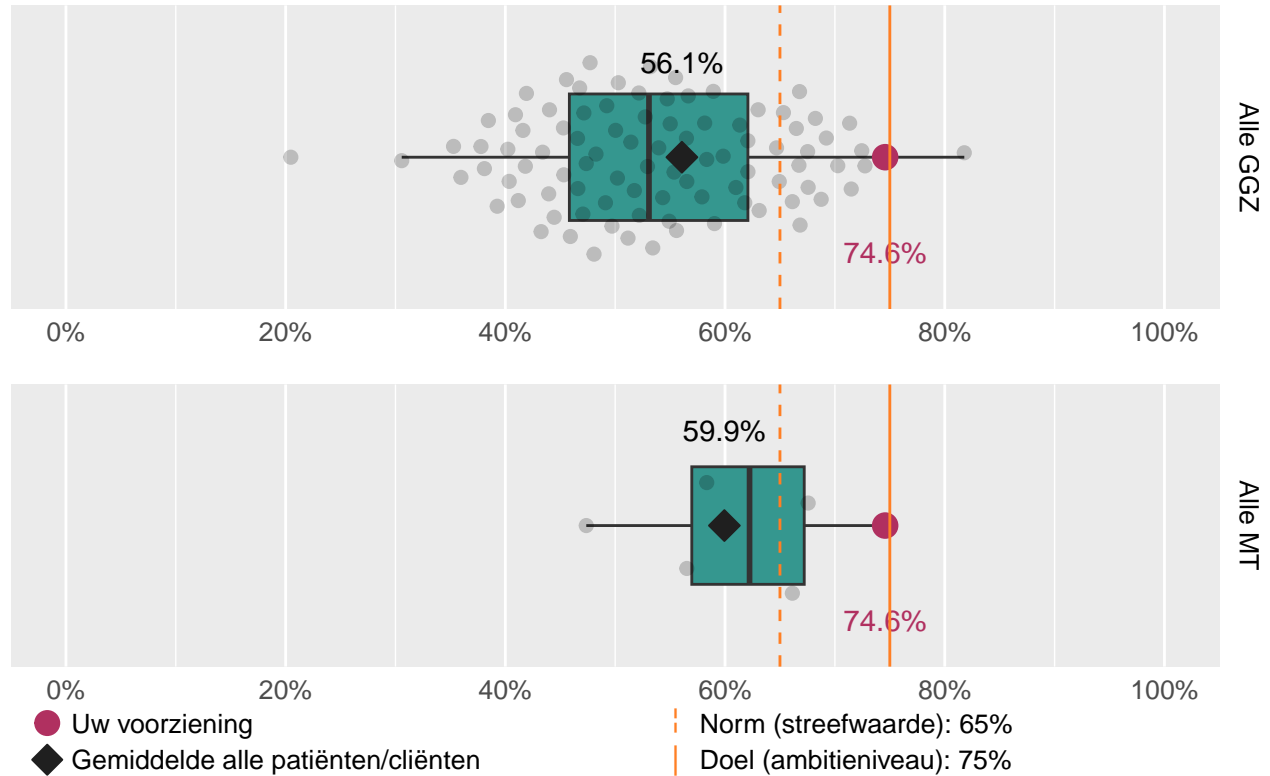 56.1%
Alle GGZ
74.6%
0% 20% 40% 60% 80% 100%
59.9%
Alle MT
74.6%
0% 20% 40% 60% 80% 100%
Uw voorziening
Gemiddelde alle patiënten/cliënten
Norm (streefwaarde): 65%
Doel (ambitieniveau): 75%